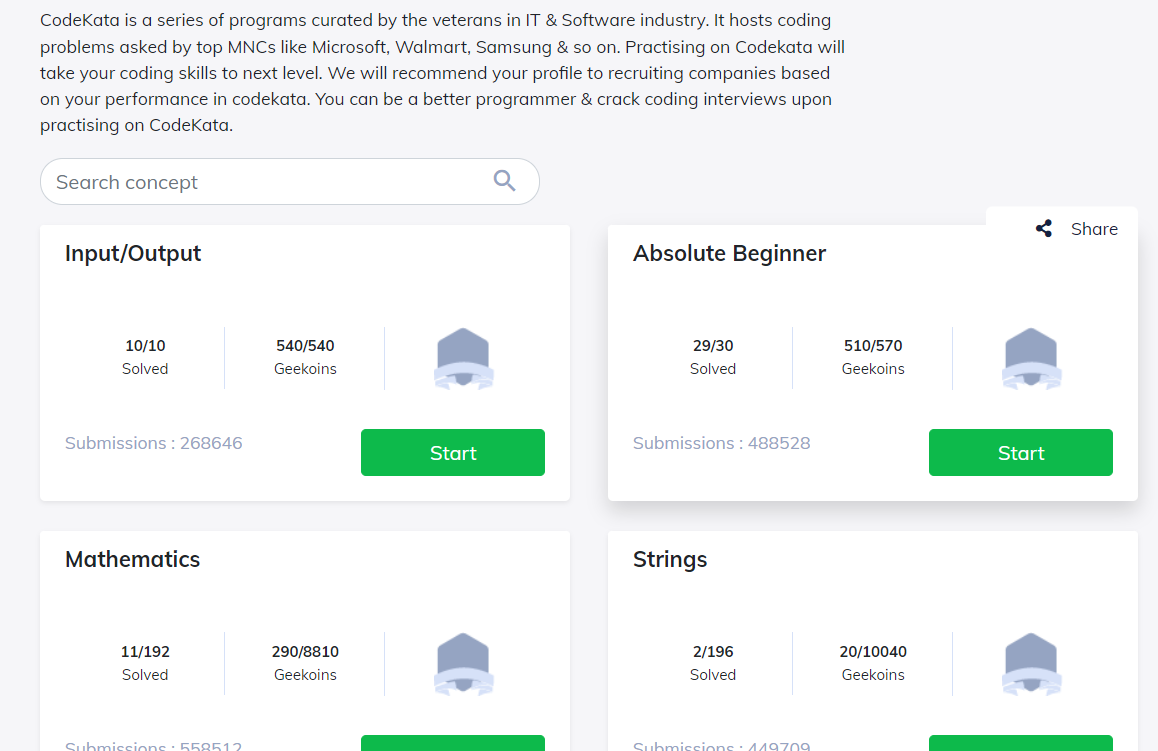 CodeKata is a series of programs curated by the veterans in IT & Software industry. It hosts coding
problems asked by top MNCs like Microsoft, Walmart, Samsung & so on. Practising on Codekata will
take your coding skills to next level. We will recommend your profile to recruiting companies based
on your performance in codekata. You can be a better programmer & crack coding interviews upon
practising on CodeKata.
Search concept
Share
Input/Output
10/10
Solved
540/540
Geekoins
Submissions : 268646
Start
Absolute Beginner
29/30
Solved
510/570
Geekoins
Submissions : 488528
Start
Mathematics
11/192
Solved
290/8810
Geekoins
Submissions : 558512
Strings
2/196
Solved
20/10040
Geekoins
Submissions : 449709